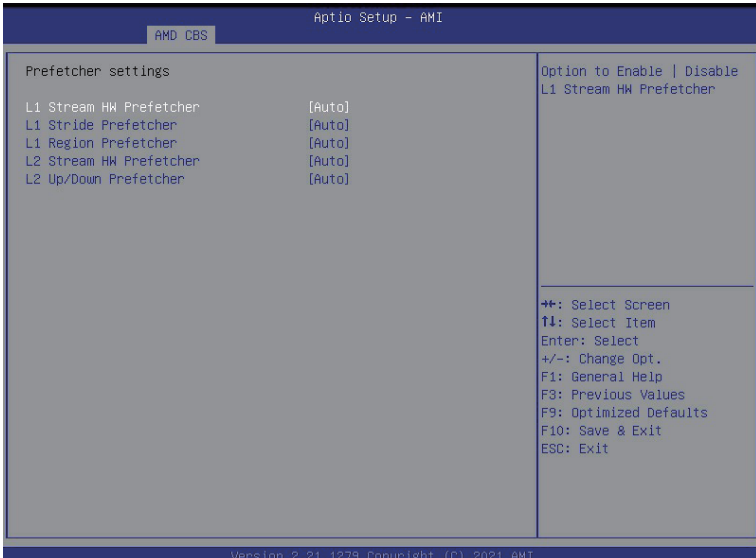 Aptio Setup – AMI
AMD CBS
Prefetcher settings
L1 Stream HW Prefetcher [Auto]
L1 Stride Prefetcher [Auto]
L1 Region Prefetcher [Auto]
L2 Stream HW Prefetcher [Auto]
L2 Up/Down Prefetcher [Auto]
Option to Enable | Disable
L1 Stream HW Prefetcher
→←: Select Screen
↑↓: Select Item
Enter: Select
+/-: Change Opt.
F1: General Help
F3: Previous Values
F9: Optimized Defaults
F10: Save & Exit
ESC: Exit
Version 2.21.1279 Copyright (C) 2021 AMI